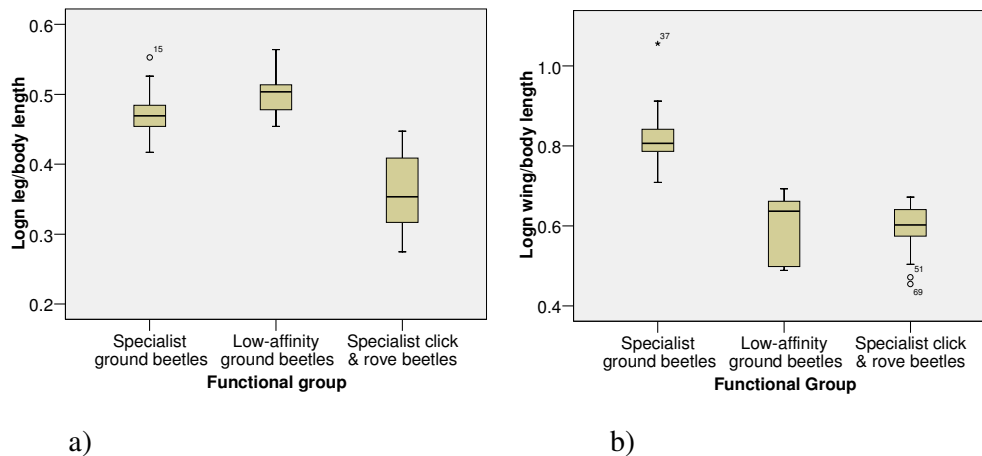 Logn leg/body length
0.6
0.5
0.4
0.3
0.2
15
Specialist
ground beetles
Low-affinity
ground beetles
Specialist click
& rove beetles
Functional group
a)
Logn wing/body length
1.0
0.8
0.6
0.4
37
51
69
Specialist
ground beetles
Low-affinity
ground beetles
Specialist click
& rove beetles
Functional Group
b)